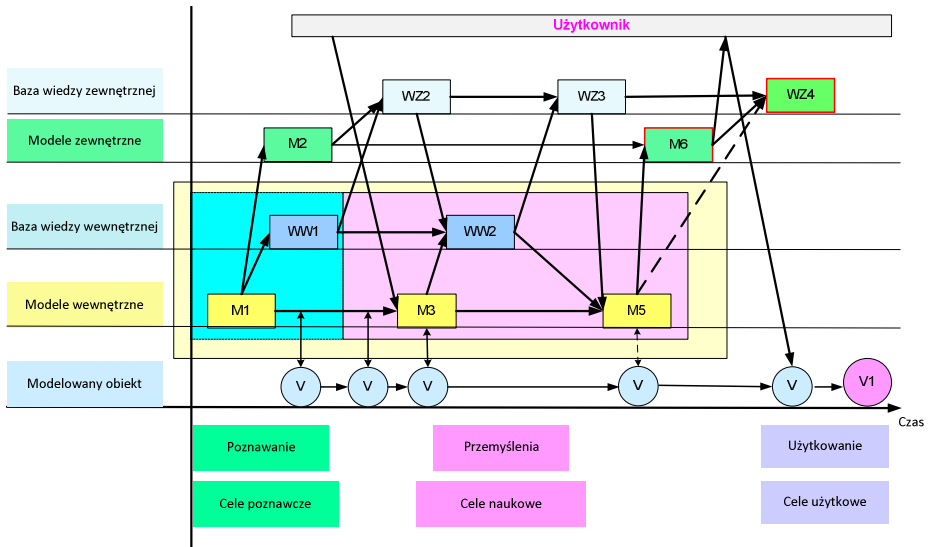 Użytkownik
Baza wiedzy zewnętrznej
WZ2
WZ3
WZ4
Modele zewnętrzne
M2
M6
Baza wiedzy wewnętrznej
WW1
WW2
Modele wewnętrzne
M1
M3
M5
Modelowany obiekt
V
V
V
V
V
V1
Czas
Poznawanie
Przemyślenia
Użytkowanie
Cele poznawcze
Cele naukowe
Cele użytkowe